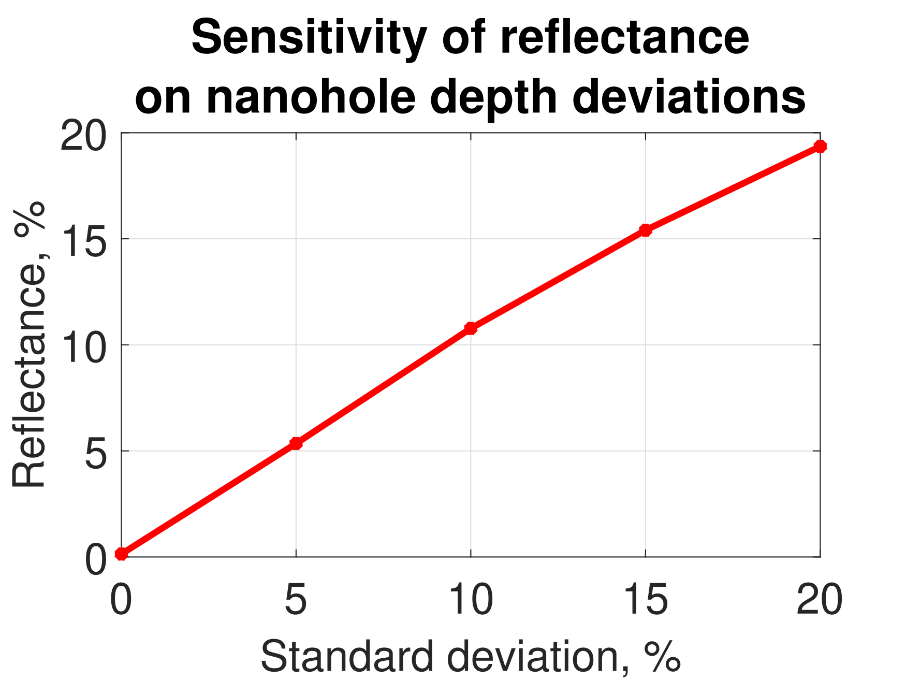 Sensitivity of reflectance
on nanohole depth deviations
20
15
10
5
0
Reflectance, %
0 5 10 15 20
Standard deviation, %